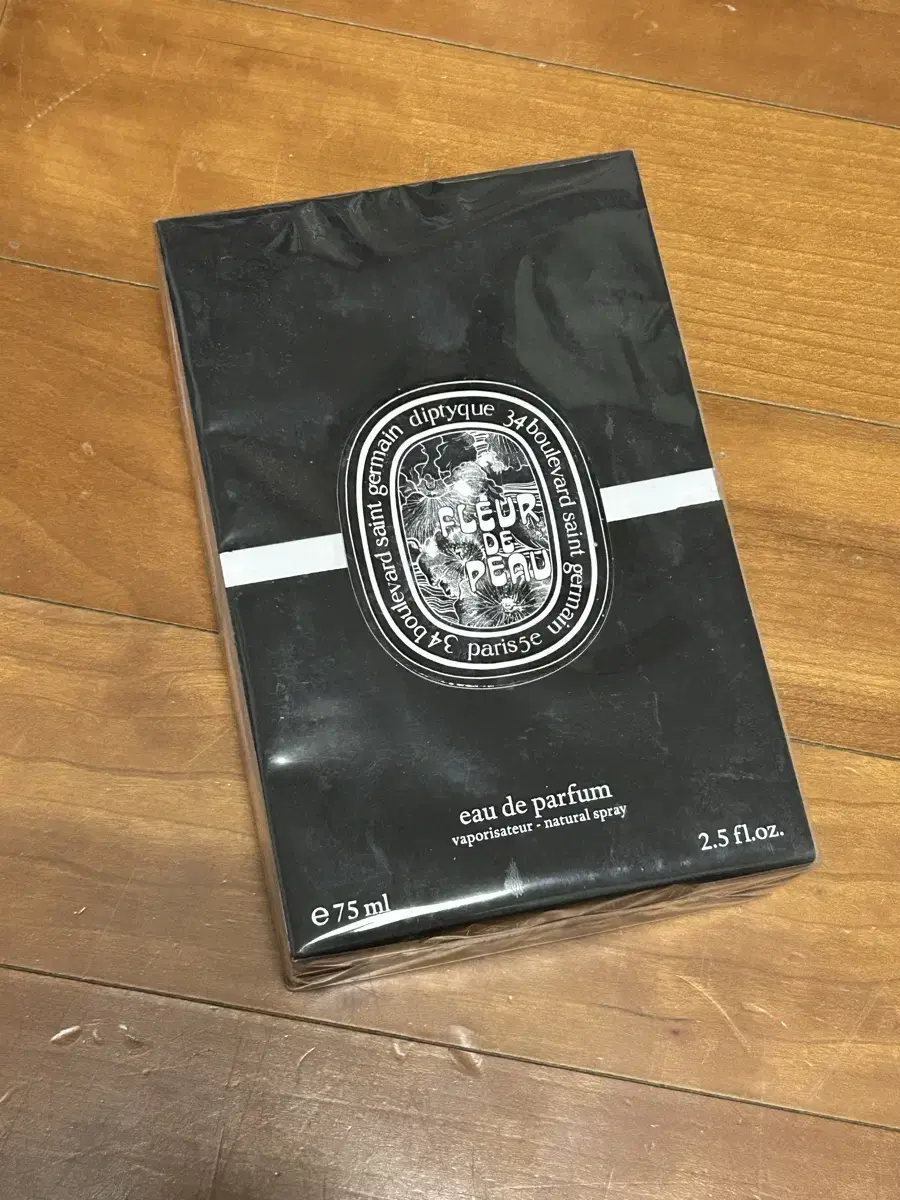 diptyque 34 boulevard saint germain paris5e 34 boulevard saint germain
FLEUR
DE
PEAU
eau de parfum
vaporisateur - natural spray
2.5 fl.oz.
e 75 ml